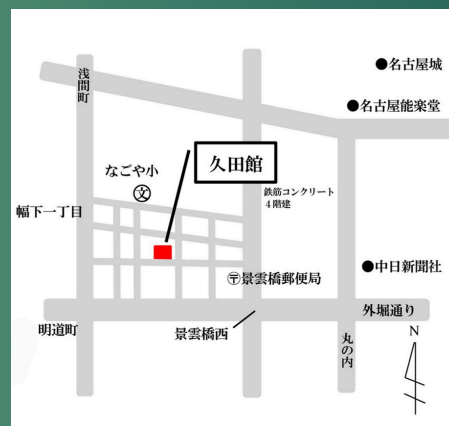 浅間町
●名古屋城
●名古屋能楽堂
なごや小
文
久田館
鉄筋コンクリート
4階建
幅下一丁目
〒景雲橋郵便局
●中日新聞社
外堀通り
明道町
景雲橋西
丸の内
N